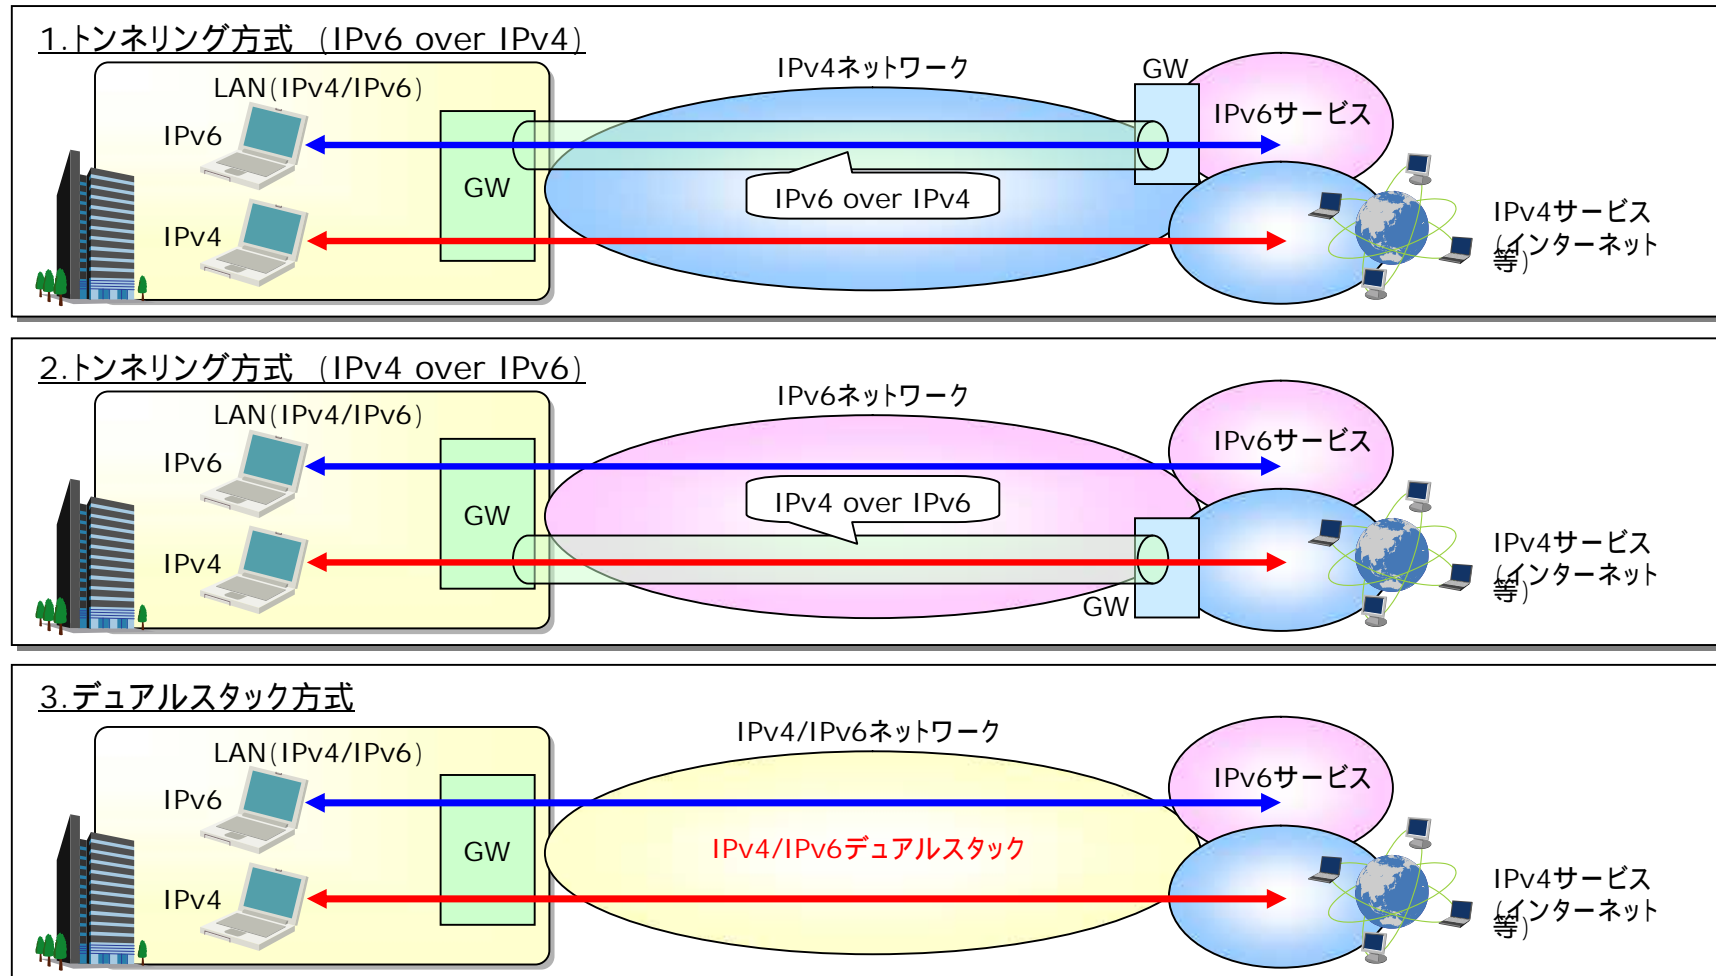 1.トンネリング方式 (IPv6 over IPv4)
LAN(IPv4/IPv6)
IPv4ネットワーク
GW
IPv6
IPv6サービス
GW
IPv6 over IPv4
IPv4
IPv4サービス
(インターネット
等)
2.トンネリング方式 (IPv4 over IPv6)
LAN(IPv4/IPv6)
IPv6ネットワーク
IPv6
IPv6サービス
GW
IPv4 over IPv6
IPv4
GW
IPv4サービス
(インターネット
等)
3.デュアルスタック方式
LAN(IPv4/IPv6)
IPv4/IPv6ネットワーク
IPv6
IPv6サービス
GW
IPv4/IPv6デュアルスタック
IPv4
IPv4サービス
(インターネット
等)